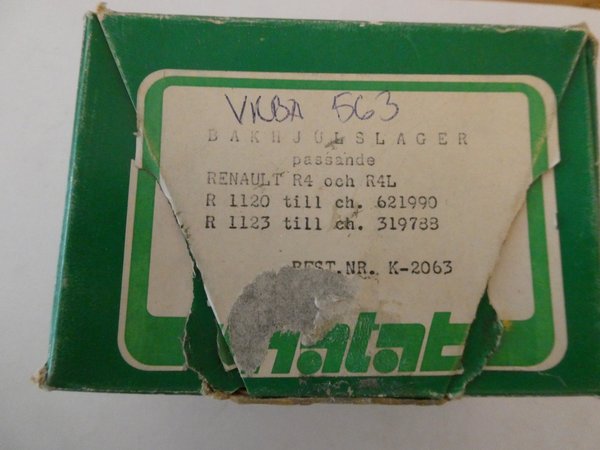 VKBA 563
BAKHJULSLAGER
passande
RENAULT R4 och R4L
R 1120 till ch. 621990
R 1123 till ch. 319788
BEST.NR. K-2063